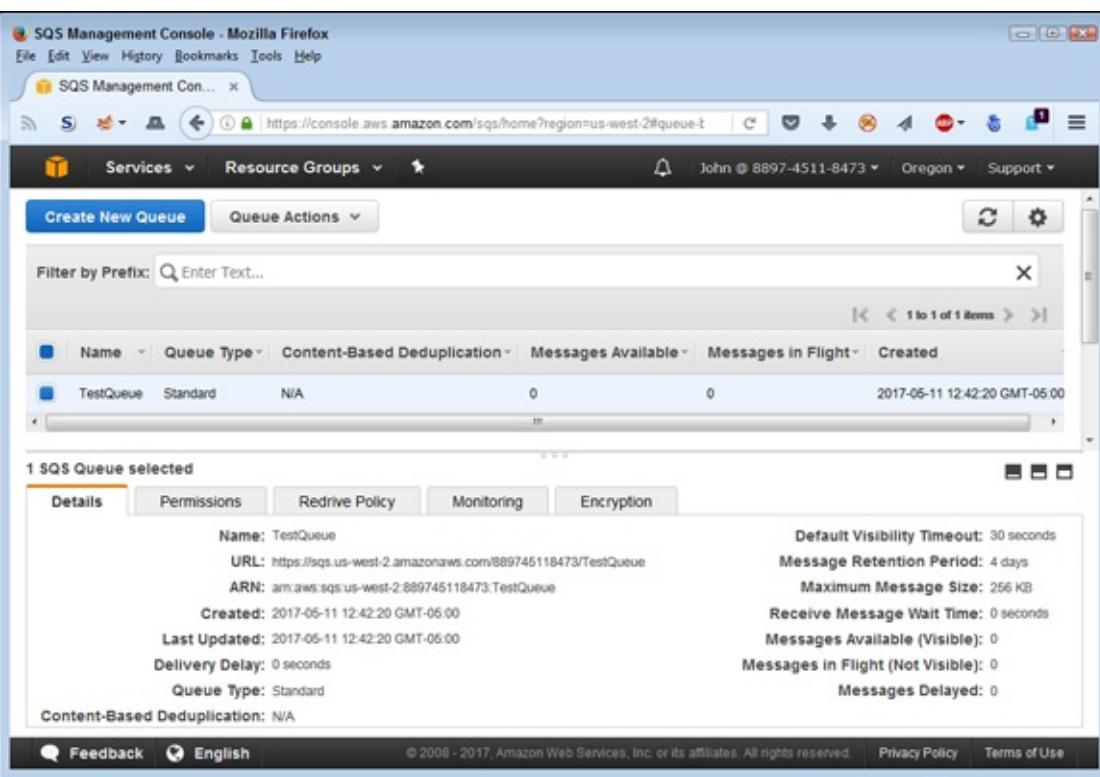 SQS Management Console - Mozilla Firefox
File Edit View History Bookmarks Tools Help
SQS Management Con... ×
https://console.aws.amazon.com/sqs/home?region=us-west-2#queue-t
1
Services Resource Groups John @ 8897-4511-8473 Oregon Support
Create New Queue Queue Actions
Filter by Prefix: Enter Text...
1 to 1 of 1 items
Name Queue Type Content-Based Deduplication Messages Available Messages in Flight Created
TestQueue Standard N/A 0 0 2017-05-11 12:42:20 GMT-05:00
1 SQS Queue selected
Details Permissions Redrive Policy Monitoring Encryption
Name: TestQueue
URL: https://sqs.us-west-2.amazonaws.com/889745118473/TestQueue
ARN: arn:aws:sqs:us-west-2:889745118473:TestQueue
Created: 2017-05-11 12:42:20 GMT-05:00
Last Updated: 2017-05-11 12:42:20 GMT-05:00
Delivery Delay: 0 seconds
Queue Type: Standard
Content-Based Deduplication: N/A
Default Visibility Timeout: 30 seconds
Message Retention Period: 4 days
Maximum Message Size: 256 KB
Receive Message Wait Time: 0 seconds
Messages Available (Visible): 0
Messages in Flight (Not Visible): 0
Messages Delayed: 0
Feedback English © 2008 - 2017, Amazon Web Services, Inc. or its affiliates. All rights reserved. Privacy Policy Terms of Use